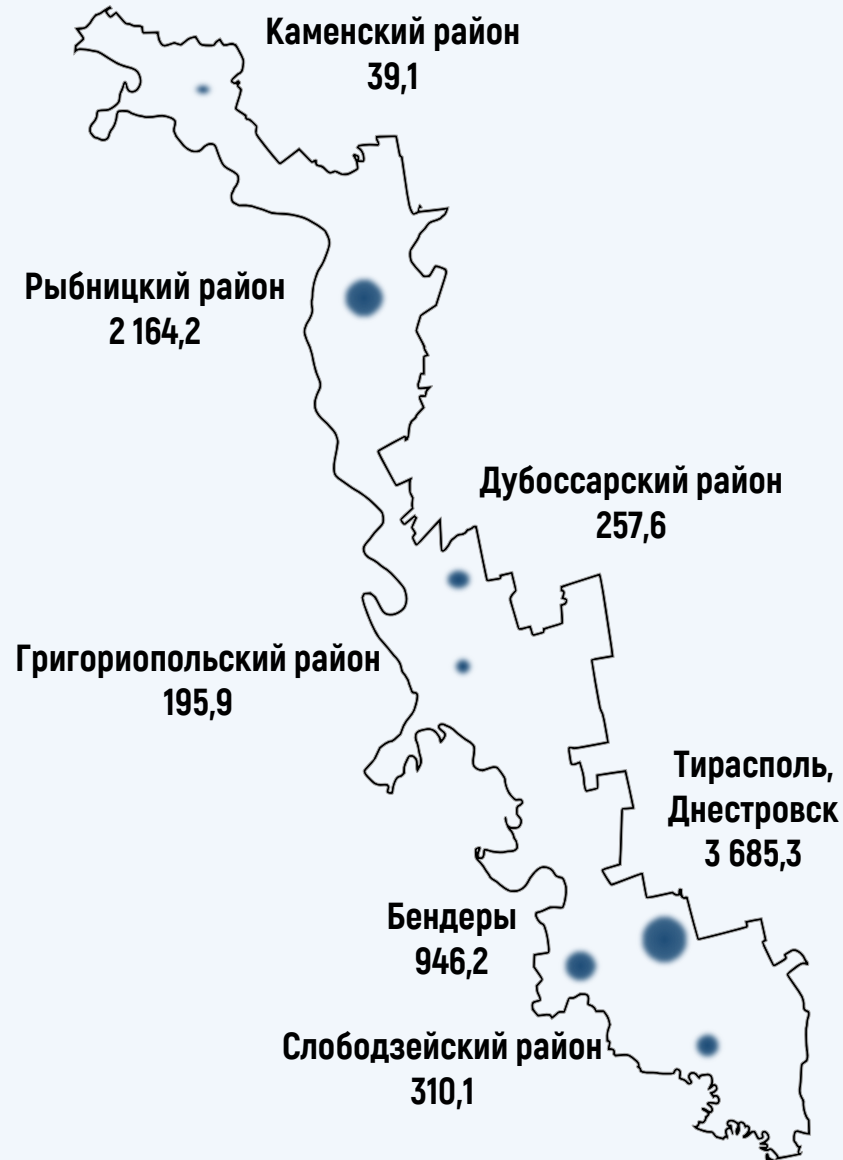 Каменский район
39,1
Рыбницкий район
2 164,2
Дубоссарский район
257,6
Григориопольский район
195,9
Тирасполь,
Днестровск
3 685,3
Бендеры
946,2
Слободзейский район
310,1